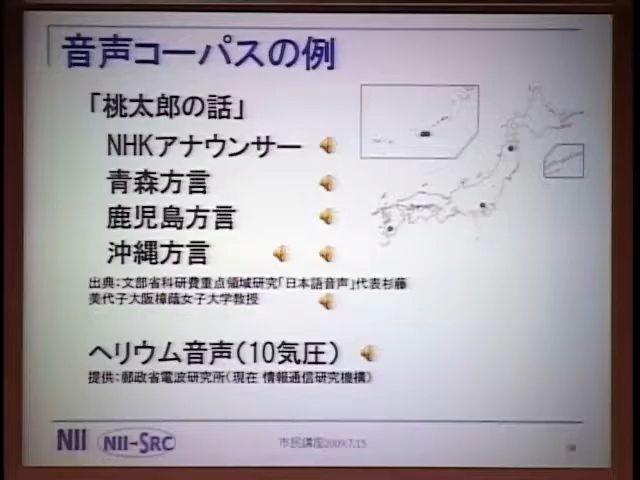 音声コーパスの例
「桃太郎の話」
NHKアナウンサー
青森方言
鹿児島方言
沖縄方言
出典：文部省科研費重点領域研究「日本語音声」代表杉藤
美代子大阪樟蔭女子大学教授
ヘリウム音声（10気圧）
提供：郵政省電波研究所（現在 情報通信研究機構）
NII NII-SRC
市民講座2009.7.15